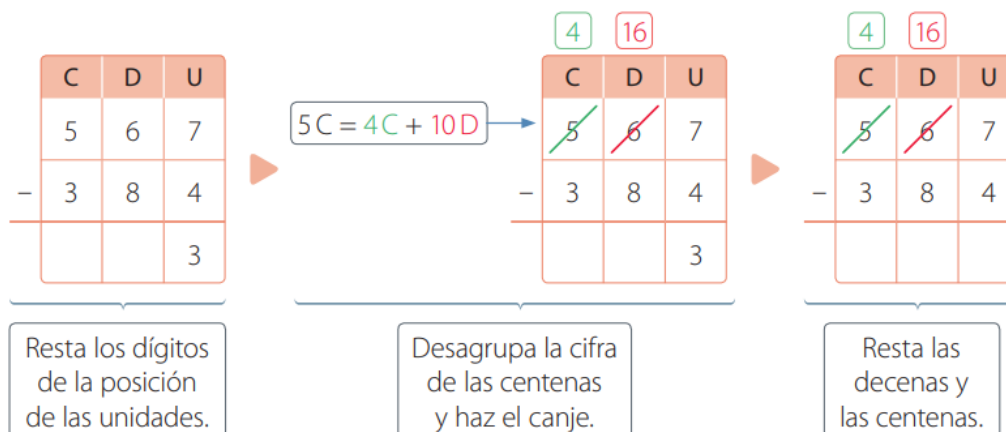 4 16
4 16
C D U
C D U
C D U
5 6 7
5 C = 4 C + 10 D
5 6 7
5 6 7
– 3 8 4
– 3 8 4
– 3 8 4
3
3
Resta los dígitos
de la posición
de las unidades.
Desagrupa la cifra
de las centenas
y haz el canje.
Resta las
decenas y
las centenas.